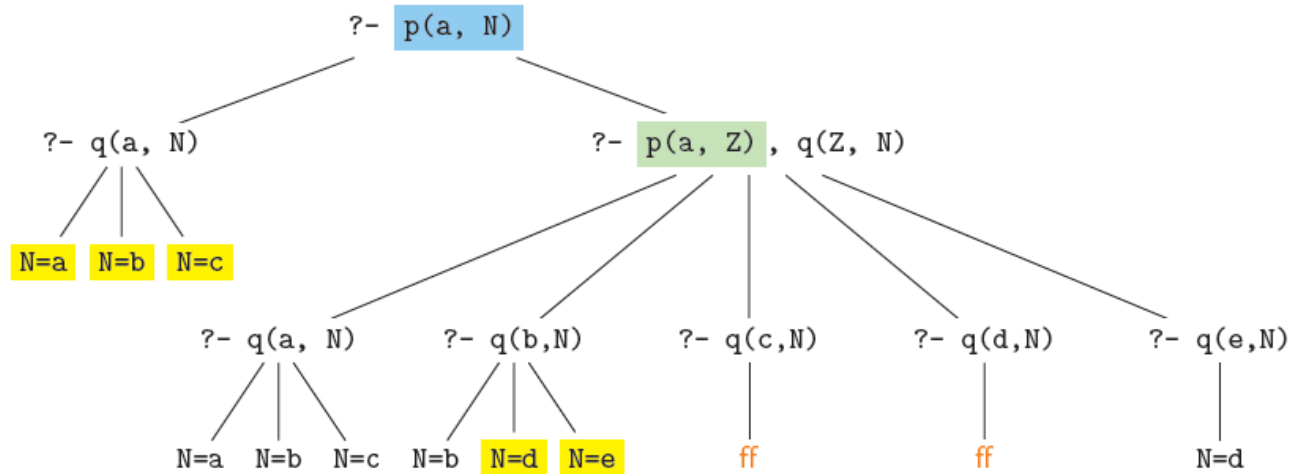 ?- p(a, N)
?- q(a, N) ?- p(a, Z), q(Z, N)
N=a N=b N=c
?- q(a, N) ?- q(b,N) ?- q(c,N) ?- q(d,N) ?- q(e,N)
N=a N=b N=c N=b N=d N=e ff ff N=d